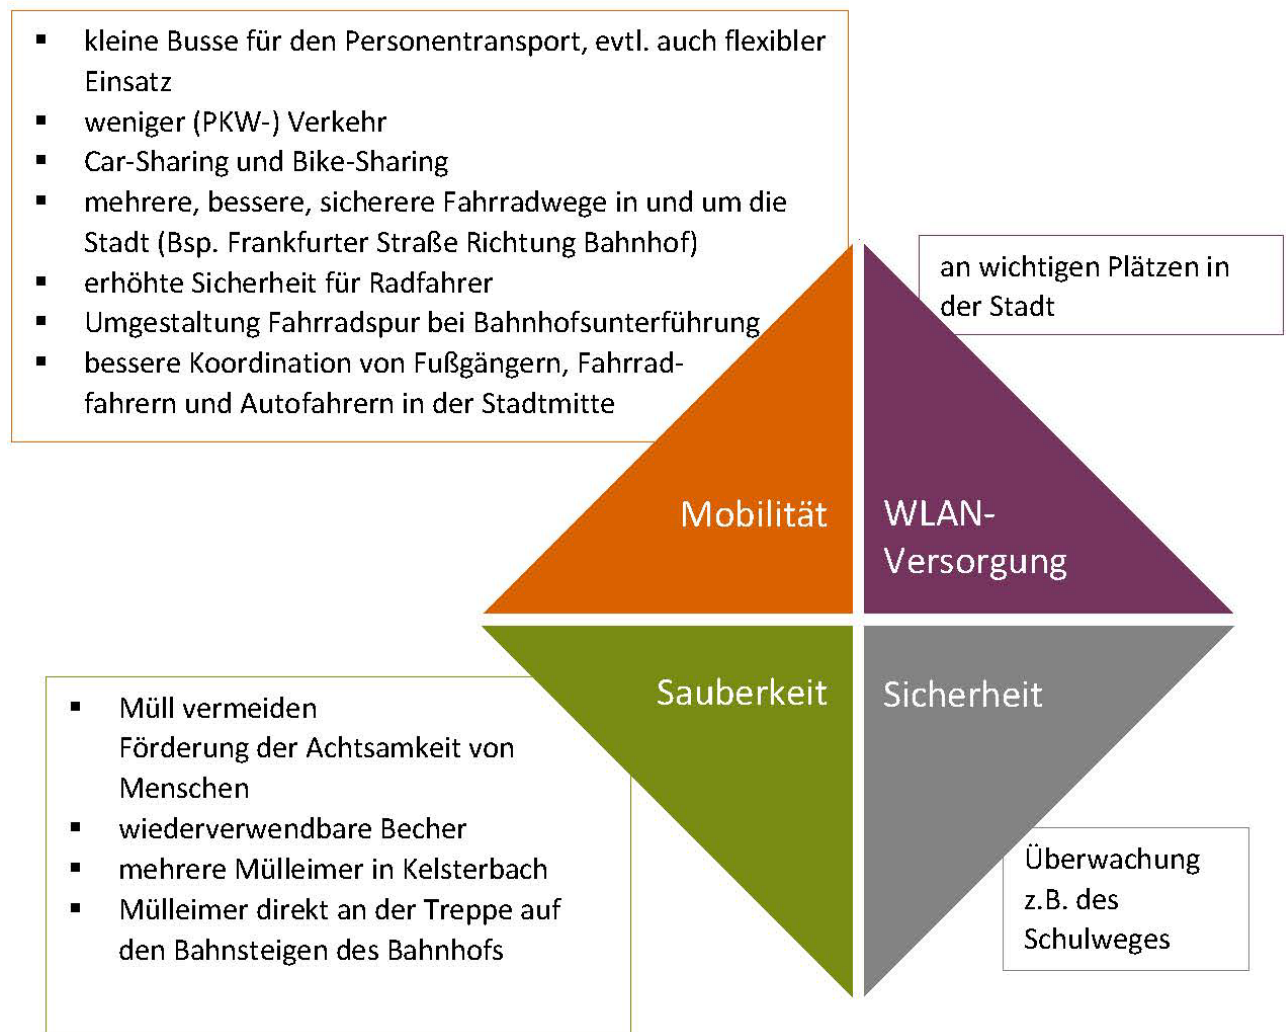 ▪ kleine Busse für den Personentransport, evtl. auch flexibler
Einsatz
▪ weniger (PKW-) Verkehr
▪ Car-Sharing und Bike-Sharing
▪ mehrere, bessere, sicherere Fahrradwege in und um die
Stadt (Bsp. Frankfurter Straße Richtung Bahnhof)
▪ erhöhte Sicherheit für Radfahrer
▪ Umgestaltung Fahrradspur bei Bahnhofsunterführung
▪ bessere Koordination von Fußgängern, Fahrrad-
fahrern und Autofahrern in der Stadtmitte
an wichtigen Plätzen in
der Stadt
Mobilität
WLAN-
Versorgung
Sauberkeit
Sicherheit
▪ Müll vermeiden
Förderung der Achtsamkeit von
Menschen
▪ wiederverwendbare Becher
▪ mehrere Mülleimer in Kelsterbach
▪ Mülleimer direkt an der Treppe auf
den Bahnsteigen des Bahnhofs
Überwachung
z.B. des
Schulweges